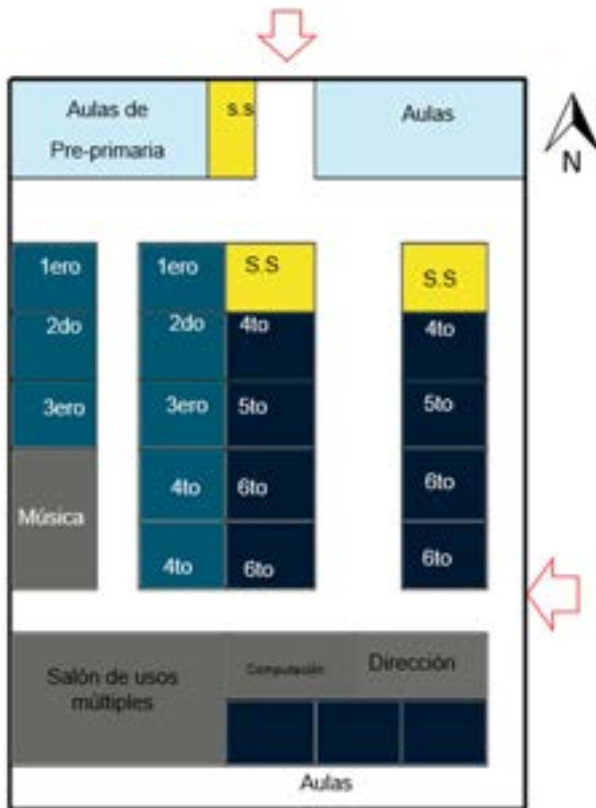 Aulas de
Pre-primaria
s.s
Aulas
N
1ero
1ero
S.S
S.S
2do
2do
4to
4to
3ero
3ero
5to
5to
Música
4to
6to
6to
4to
6to
6to
Salón de usos
múltiples
Computación
Dirección
Aulas